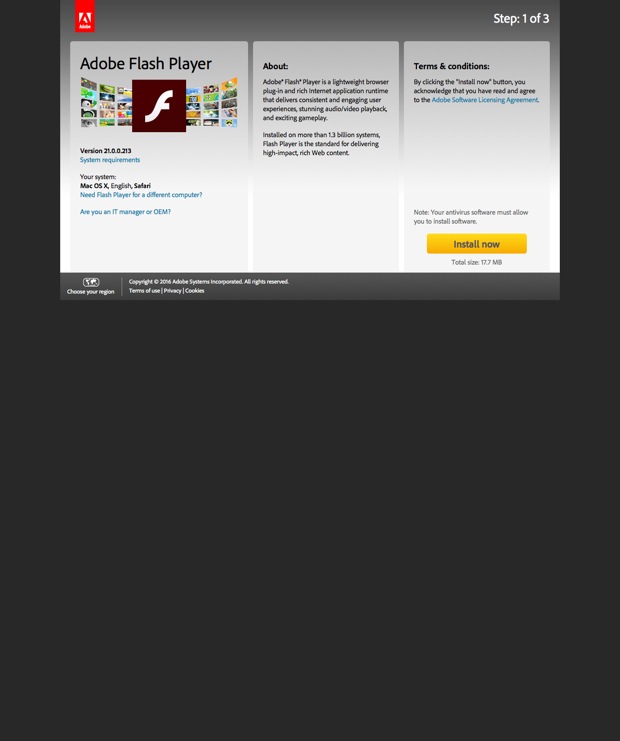 Adobe
Step: 1 of 3
Adobe Flash Player
Version 21.0.0.213
System requirements
Your system:
Mac OS X, English, Safari
Need Flash Player for a different computer?
Are you an IT manager or OEM?
About:
Adobe® Flash® Player is a lightweight browser
plug-in and rich Internet application runtime
that delivers consistent and engaging user
experiences, stunning audio/video playback,
and exciting gameplay.
Installed on more than 1.3 billion systems,
Flash Player is the standard for delivering
high-impact, rich Web content.
Terms & conditions:
By clicking the "Install now" button, you
acknowledge that you have read and agree
to the Adobe Software Licensing Agreement.
Note: Your antivirus software must allow
you to install software.
Install now
Total size: 17.7 MB
Choose your region
Copyright © 2016 Adobe Systems Incorporated. All rights reserved.
Terms of use | Privacy | Cookies